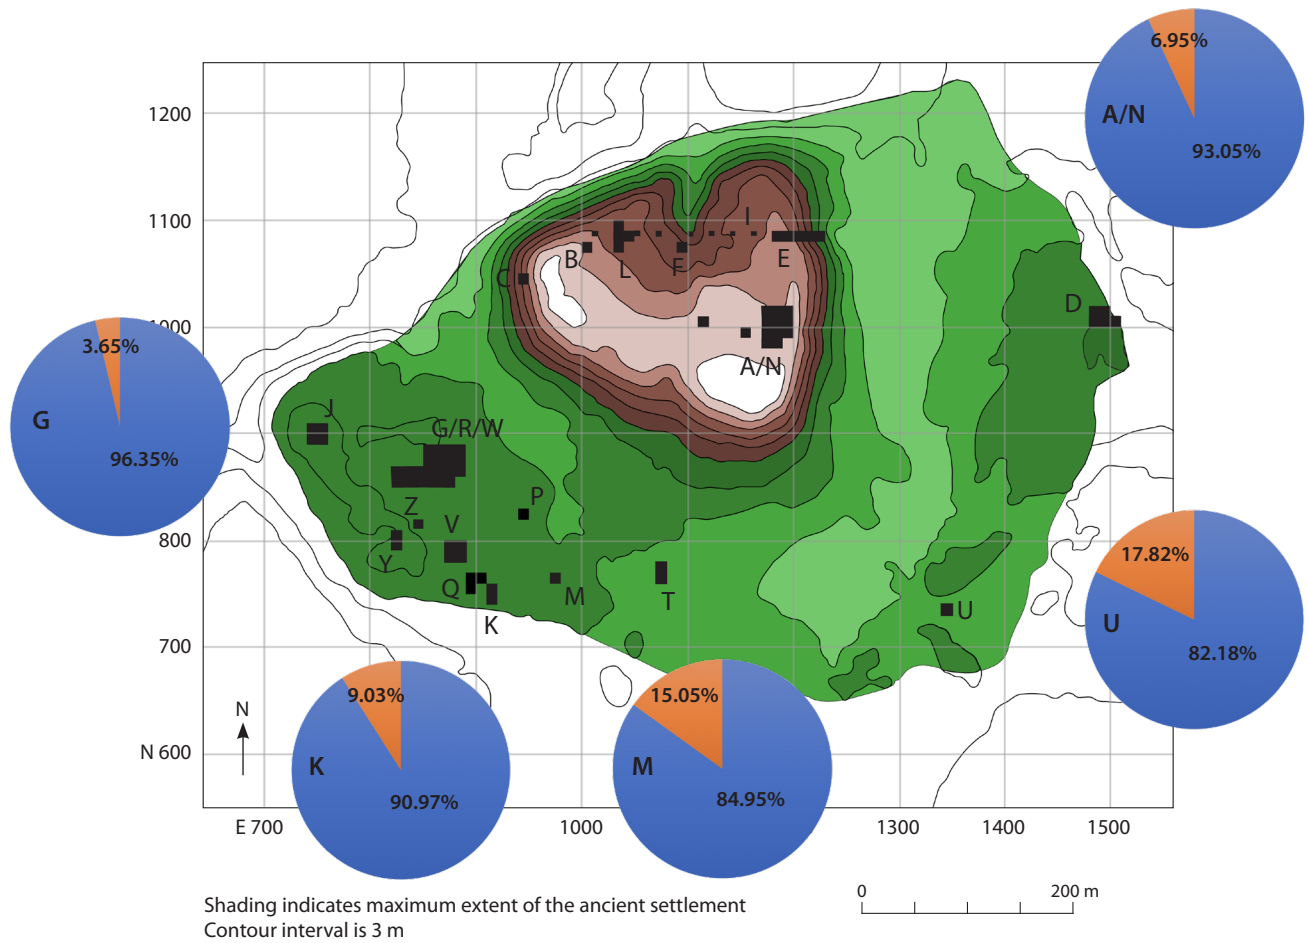 6.95%
A/N
93.05%
1200
1100
I
B
L
F
E
C
D
1000
A/N
3.65%
G
96.35%
J
G/R/W
P
Z
V
800
Y
Q
M
T
K
U
17.82%
U
82.18%
700
9.03%
K
90.97%
15.05%
M
84.95%
N
N 600
E 700
1000
1300
1400
1500
0
200 m
Shading indicates maximum extent of the ancient settlement
Contour interval is 3 m